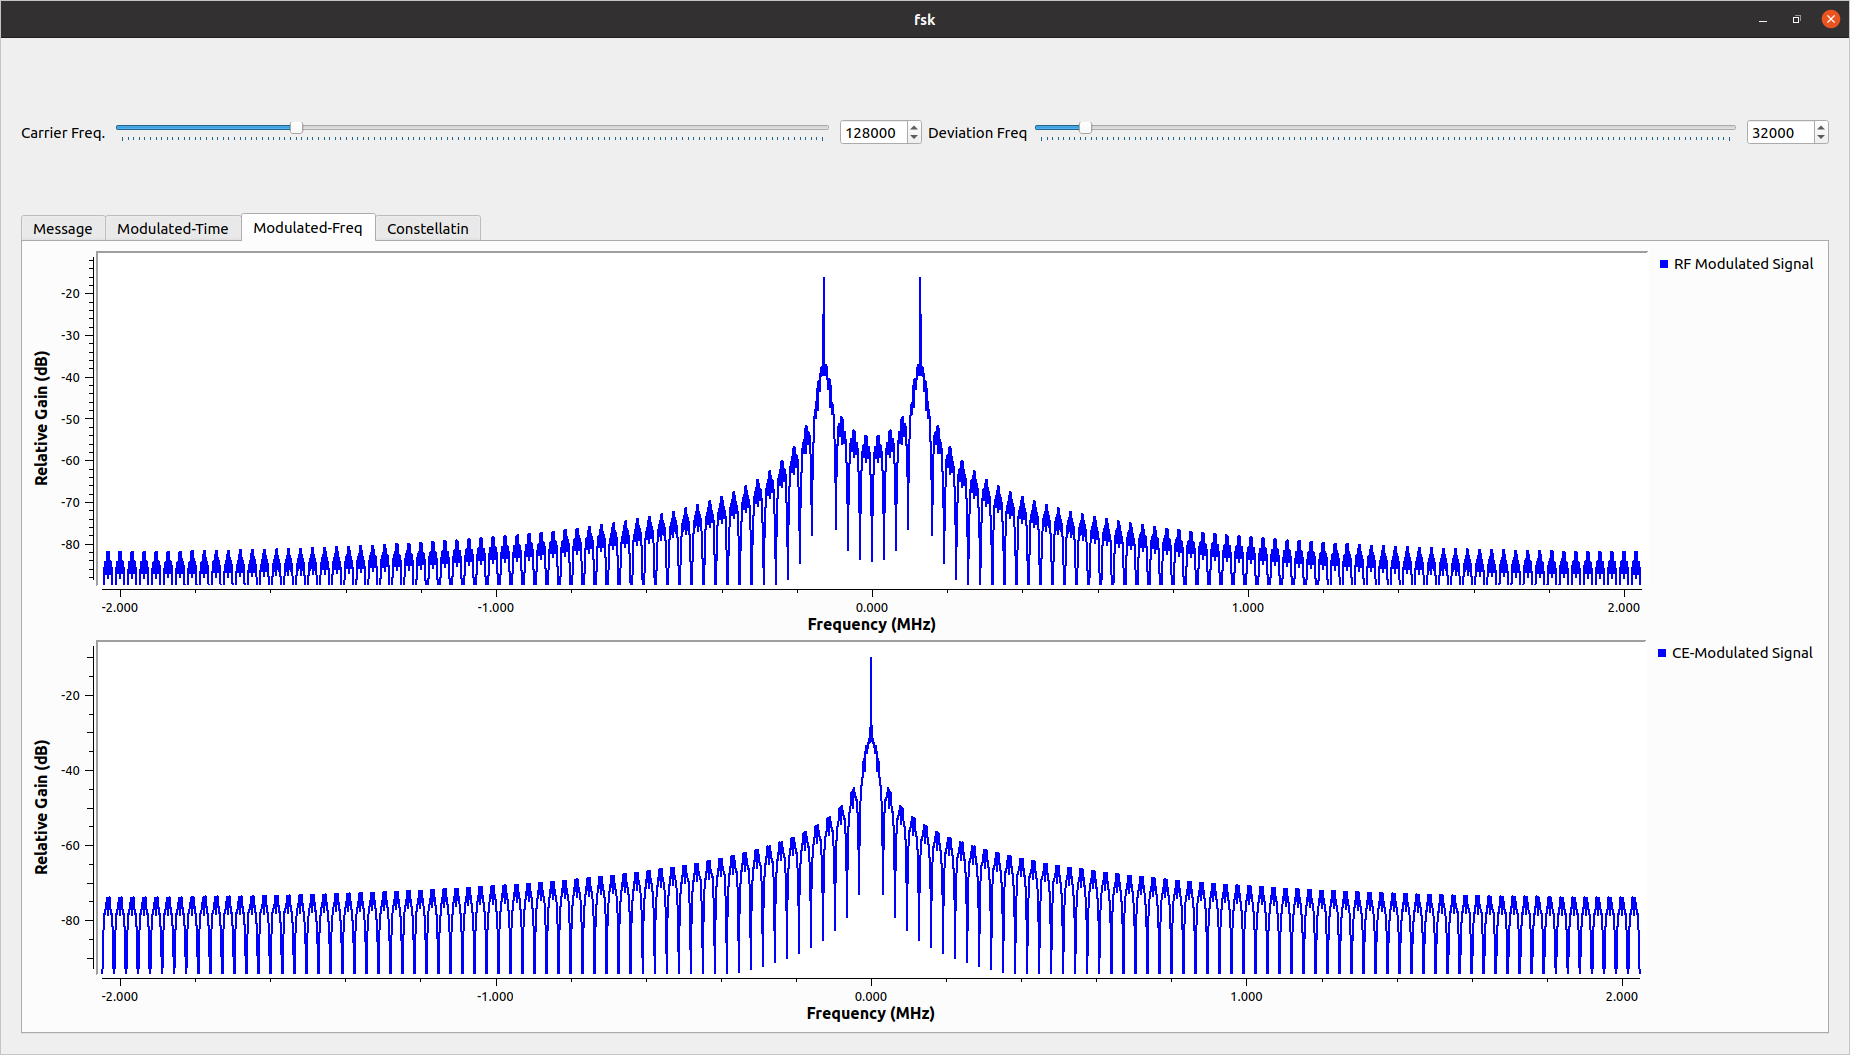 fsk
Carrier Freq. 128000 Deviation Freq 32000
Message Modulated-Time Modulated-Freq Constellatin
RF Modulated Signal
Relative Gain (dB)
-20
-30
-40
-50
-60
-70
-80
-2.000 -1.000 0.000 1.000 2.000
Frequency (MHz)
CE-Modulated Signal
Relative Gain (dB)
-20
-40
-60
-80
-2.000 -1.000 0.000 1.000 2.000
Frequency (MHz)